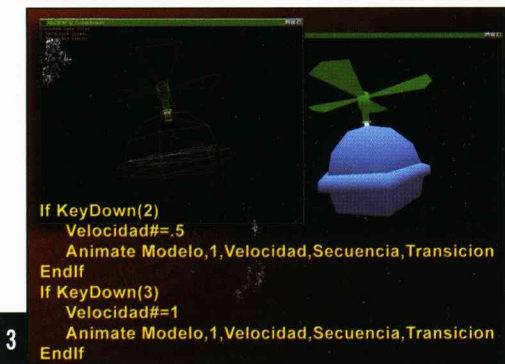 If KeyDown(2)
Velocidad#=.5
Animate Modelo,1,Velocidad,Secuencia,Transicion
EndIf
If KeyDown(3)
Velocidad#=1
Animate Modelo,1,Velocidad,Secuencia,Transicion
EndIf
3